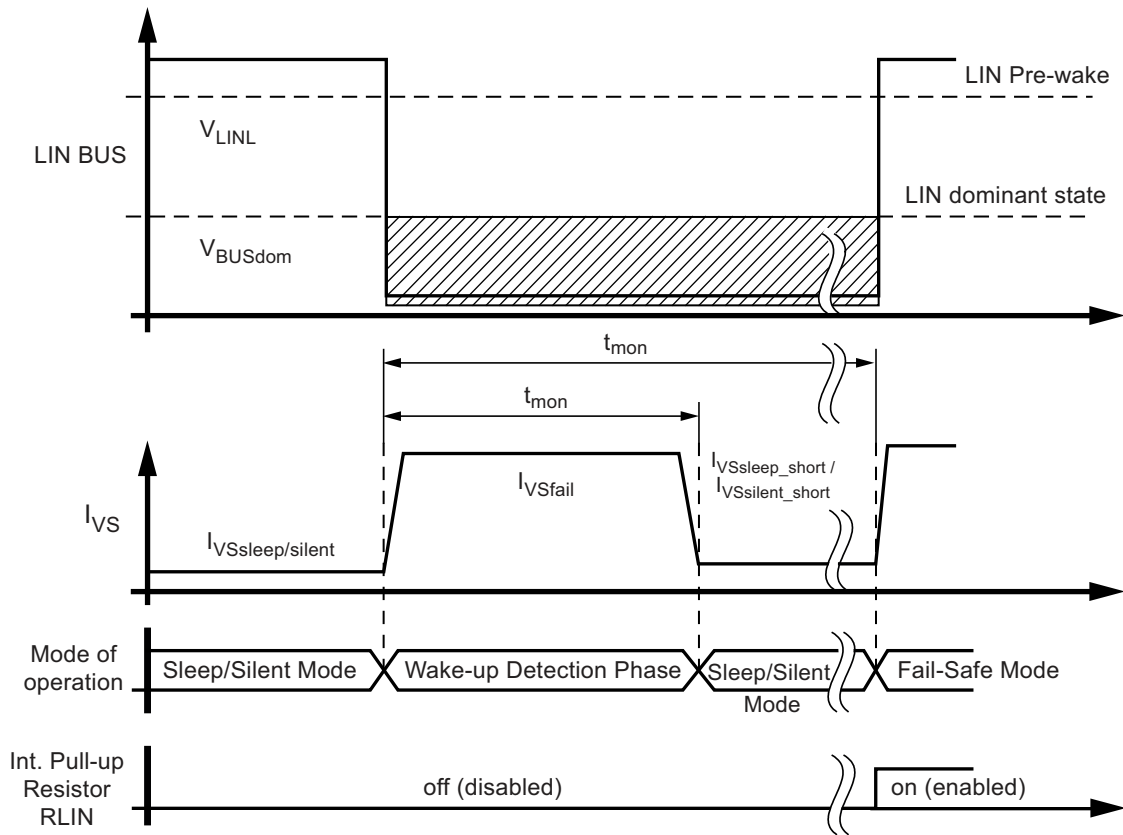 LIN Pre-wake
V_LINL
LIN BUS
LIN dominant state
V_BUSdom
t_mon
t_mon
I_VSsleep_short /
I_VSsilent_short
I_VSfail
I_VS
I_VSsleep/silent
Mode of
operation
Sleep/Silent Mode
Wake-up Detection Phase
Sleep/Silent
Mode
Fail-Safe Mode
Int. Pull-up
Resistor
RLIN
off (disabled)
on (enabled)